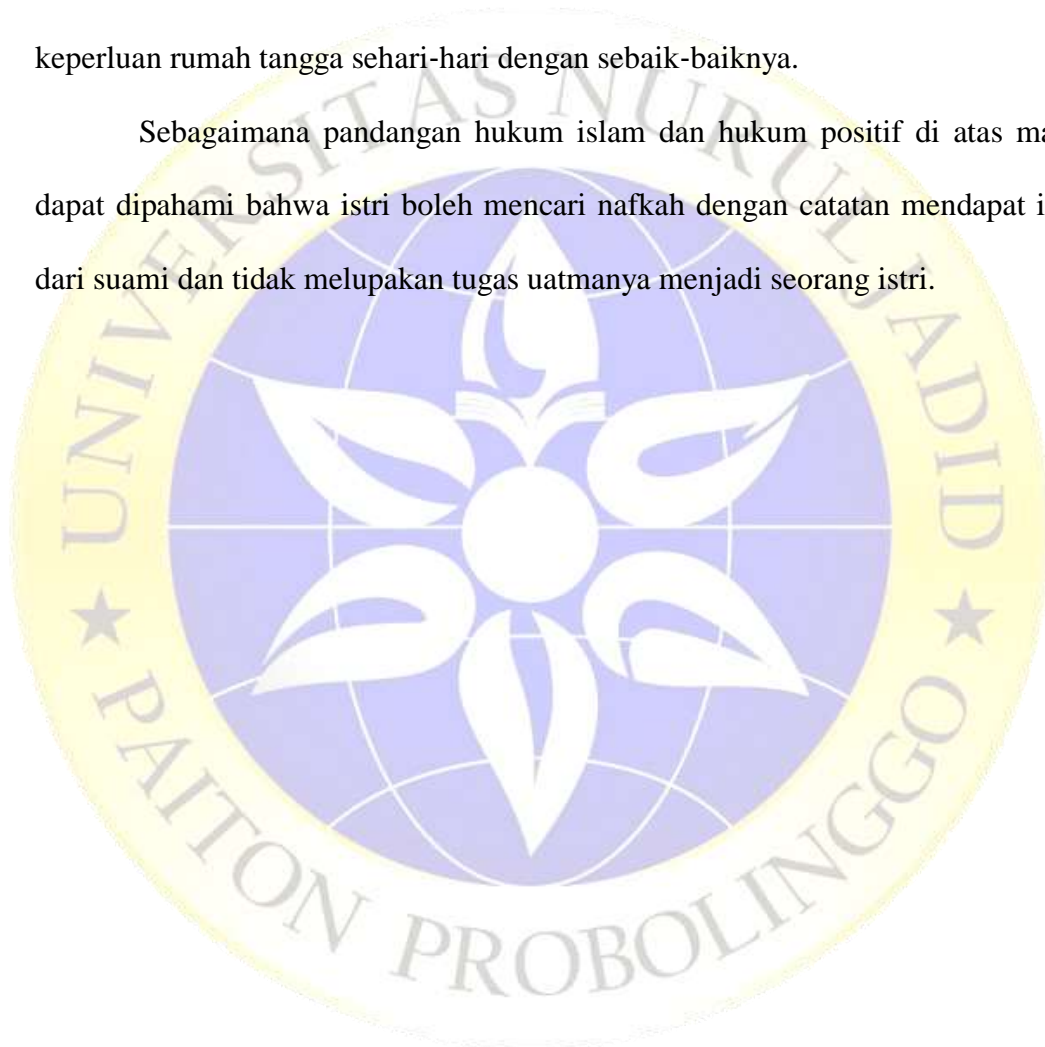 keperluan rumah tangga sehari-hari dengan sebaik-baiknya.
Sebagaimana pandangan hukum islam dan hukum positif di atas ma
dapat dipahami bahwa istri boleh mencari nafkah dengan catatan mendapat i
dari suami dan tidak melupakan tugas uatmanya menjadi seorang istri.
UNIVERSITAS NURUL JADID
PAITON PROBOLINGGO